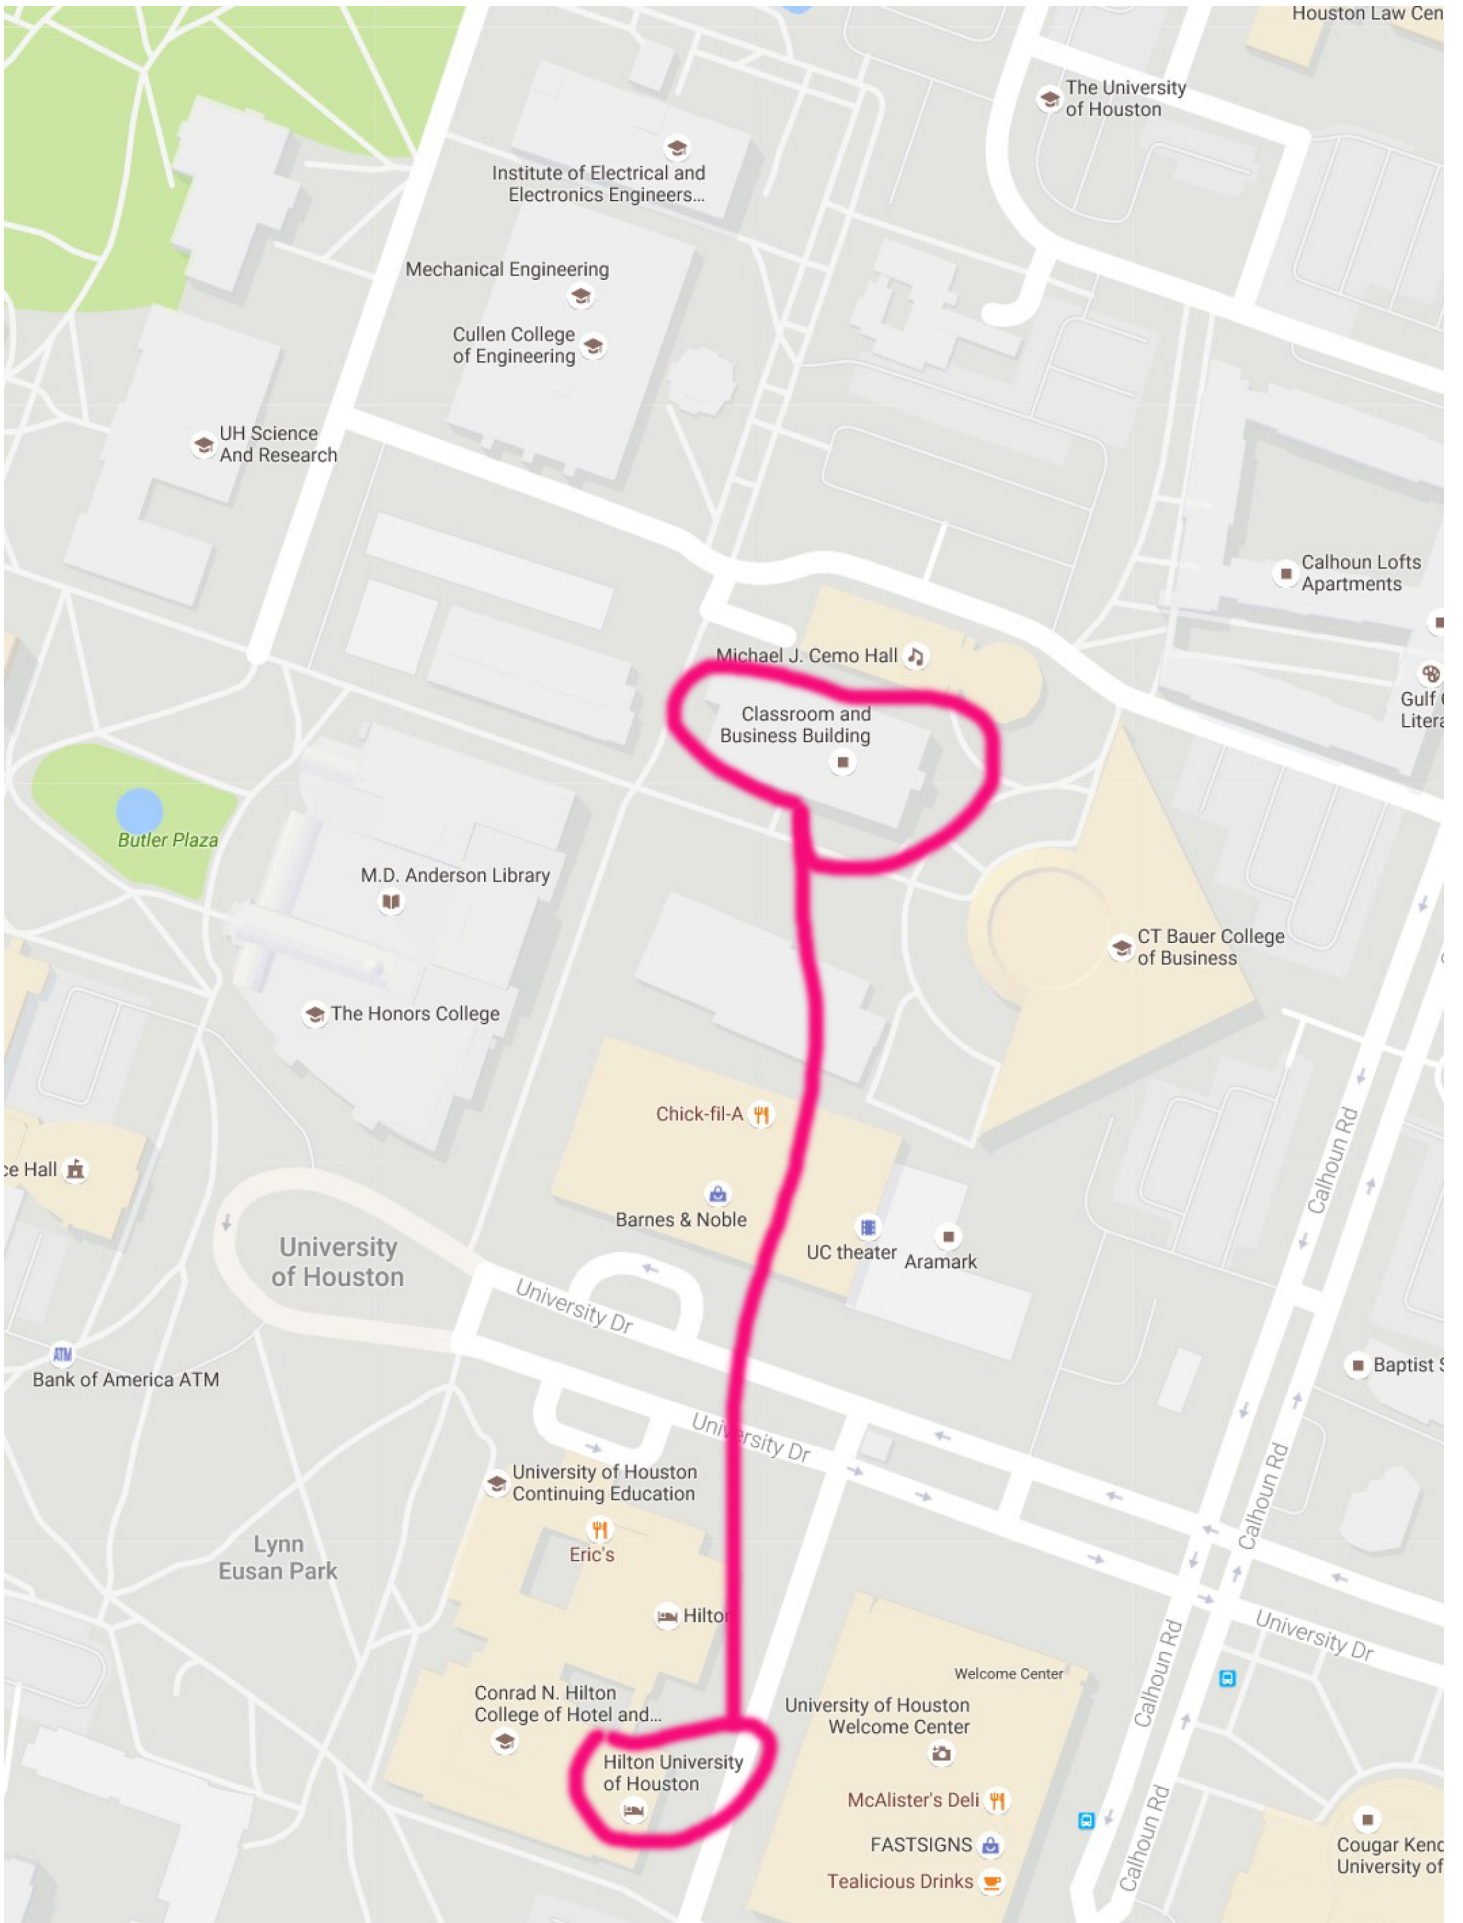 Houston Law Cen
The University
of Houston
Institute of Electrical and
Electronics Engineers...
Mechanical Engineering
Cullen College
of Engineering
UH Science
And Research
Calhoun Lofts
Apartments
Michael J. Cemo Hall
Gulf
Litera
Classroom and
Business Building
Butler Plaza
M.D. Anderson Library
CT Bauer College
of Business
The Honors College
Chick-fil-A
Calhoun Rd
ce Hall
Barnes & Noble
UC theater
Aramark
University
of Houston
University Dr
Bank of America ATM
ATM
Baptist
University Dr
University of Houston
Continuing Education
Calhoun Rd
Eric's
Lynn
Eusan Park
Hilton
University Dr
Welcome Center
Calhoun Rd
Conrad N. Hilton
College of Hotel and...
University of Houston
Welcome Center
Hilton University
of Houston
McAlister's Deli
FASTSIGNS
Calhoun Rd
Cougar Kend
University of
Tealicious Drinks